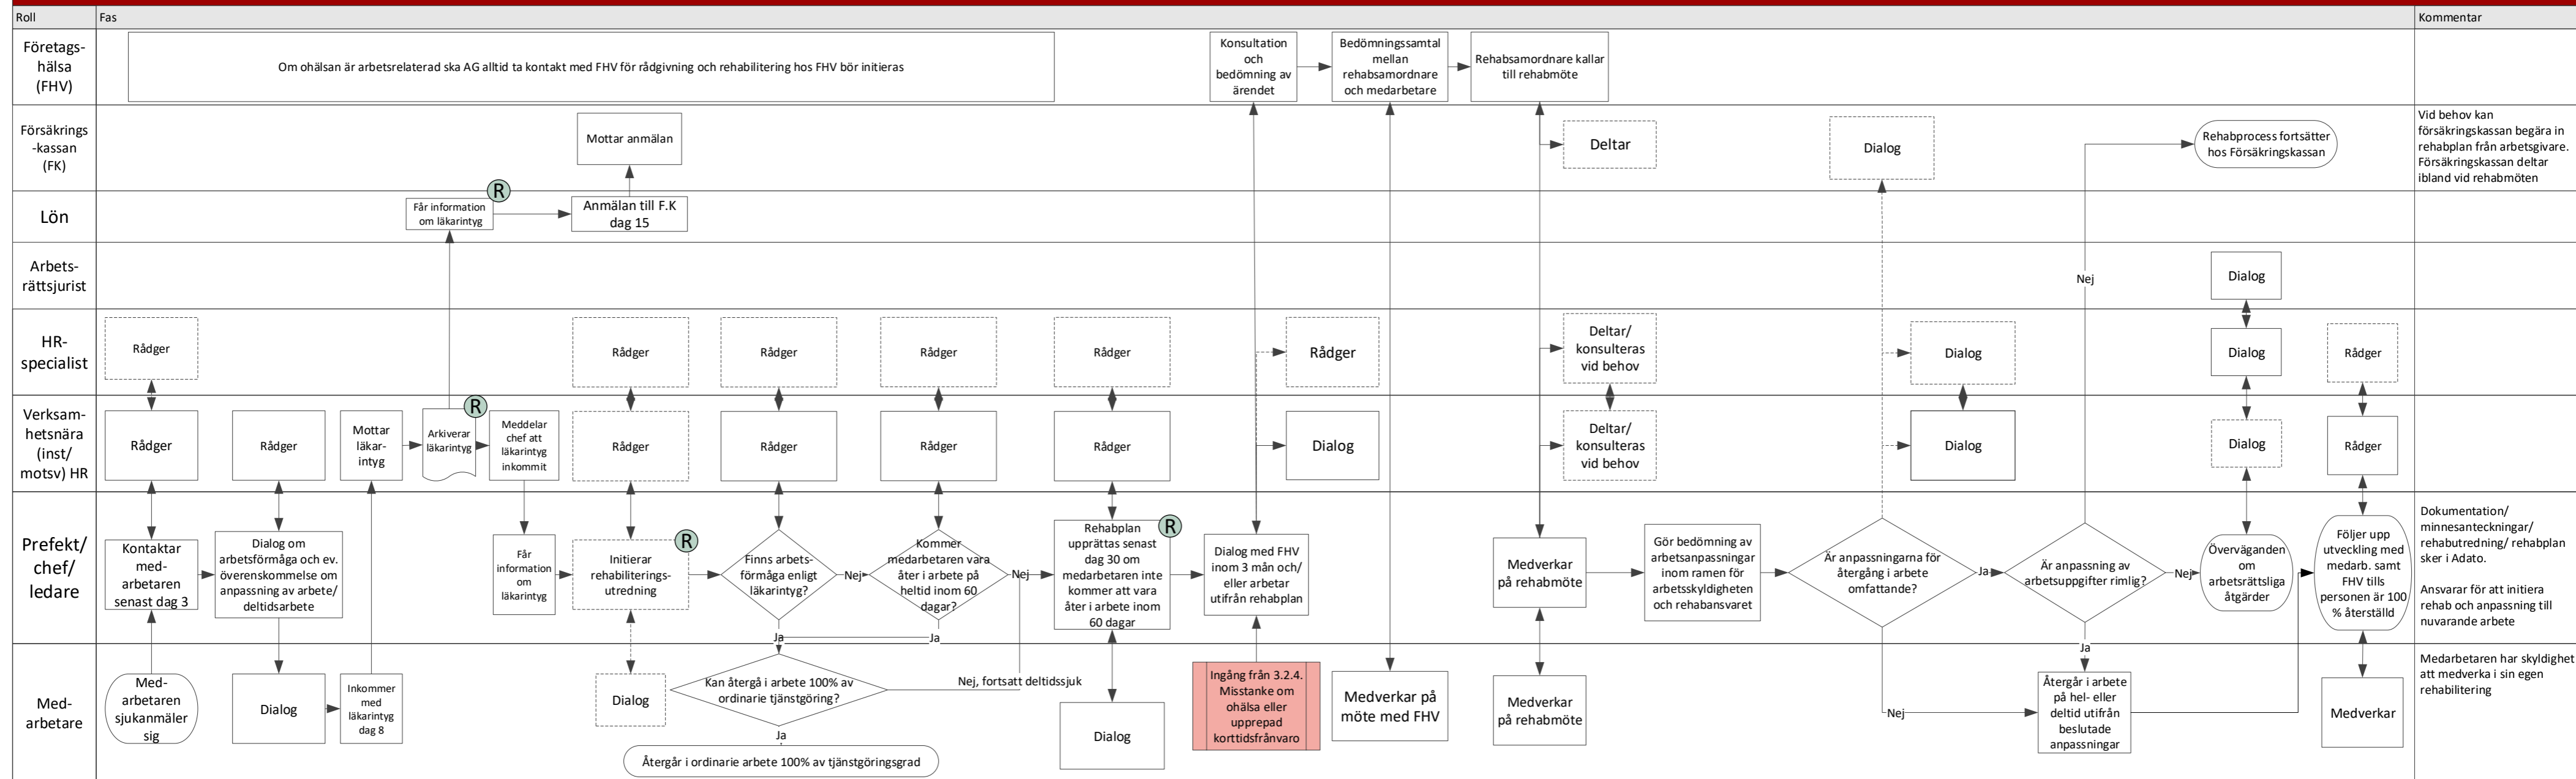 Roll
Fas
Kommentar
Företags-
hälsa
(FHV)
Om ohälsan är arbetsrelaterad ska AG alltid ta kontakt med FHV för rådgivning och rehabilitering hos FHV bör initieras
Konsultation
och
bedömning av
ärendet
Bedömningssamtal
mellan
rehabsamordnare
och medarbetare
Rehabsamordnare kallar
till rehabmöte
Försäkrings
-kassan
(FK)
Mottar anmälan
Deltar
Dialog
Rehabprocess fortsätter
hos Försäkringskassan
Vid behov kan
försäkringskassan begära in
rehabplan från arbetsgivare.
Försäkringskassan deltar
ibland vid rehabmöten
Lön
Får information
om läkarintyg
R
Anmälan till F.K
dag 15
Arbets-
rättsjurist
Nej
Dialog
HR-
specialist
Rådger
Rådger
Rådger
Rådger
Rådger
Rådger
Deltar/
konsulteras
vid behov
Dialog
Dialog
Rådger
Verksam-
hetsnära
(inst/
motsv) HR
Rådger
Rådger
Mottar
läkar-
intyg
Arkiverar
läkarintyg
R
Meddelar
chef att
läkarintyg
inkommit
Rådger
Rådger
Rådger
Rådger
Dialog
Deltar/
konsulteras
vid behov
Dialog
Dialog
Rådger
Prefekt/
chef/
ledare
Kontaktar
med-
arbetaren
senast dag 3
Dialog om
arbetsförmåga och ev.
överenskommelse om
anpassning av arbete/
deltidsarbete
Får
information
om
läkarintyg
Initierar
rehabiliterings-
utredning
R
Finns arbets-
förmåga enligt
läkarintyg?
Nej
Ja
Kommer
medarbetaren vara
åter i arbete på
heltid inom 60
dagar?
Nej
Ja
Rehabplan
upprättas senast
dag 30 om
medarbetaren inte
kommer att vara
åter i arbete inom
60 dagar
R
Dialog med FHV
inom 3 mån och/
eller arbetar
utifrån rehabplan
Medverkar
på rehabmöte
Gör bedömning av
arbetsanpassningar
inom ramen för
arbetsskyldigheten
och rehabansvaret
Är anpassningarna för
återgång i arbete
omfattande?
Ja
Är anpassning av
arbetsuppgifter rimlig?
Nej
Överväganden
om
arbetsrättsliga
åtgärder
Följer upp
utveckling med
medarb. samt
FHV tills
personen är 100
% återställd
Dokumentation/
minnesanteckningar/
rehabutredning/ rehabplan
sker i Adato.
Ansvarar för att initiera
rehab och anpassning till
nuvarande arbete
Med-
arbetare
Med-
arbetaren
sjukanmäler
sig
Dialog
Inkommer
med
läkarintyg
dag 8
Dialog
Kan återgå i arbete 100% av
ordinarie tjänstgöring?
Nej, fortsatt deltidssjuk
Ja
Återgår i ordinarie arbete 100% av tjänstgöringsgrad
Dialog
Ingång från 3.2.4.
Misstanke om
ohälsa eller
upprepad
korttidsfrånvaro
Medverkar på
möte med FHV
Medverkar
på rehabmöte
Nej
Ja
Återgår i arbete
på hel- eller
deltid utifrån
beslutade
anpassningar
Medverkar
Medarbetaren har skyldighet
att medverka i sin egen
rehabilitering